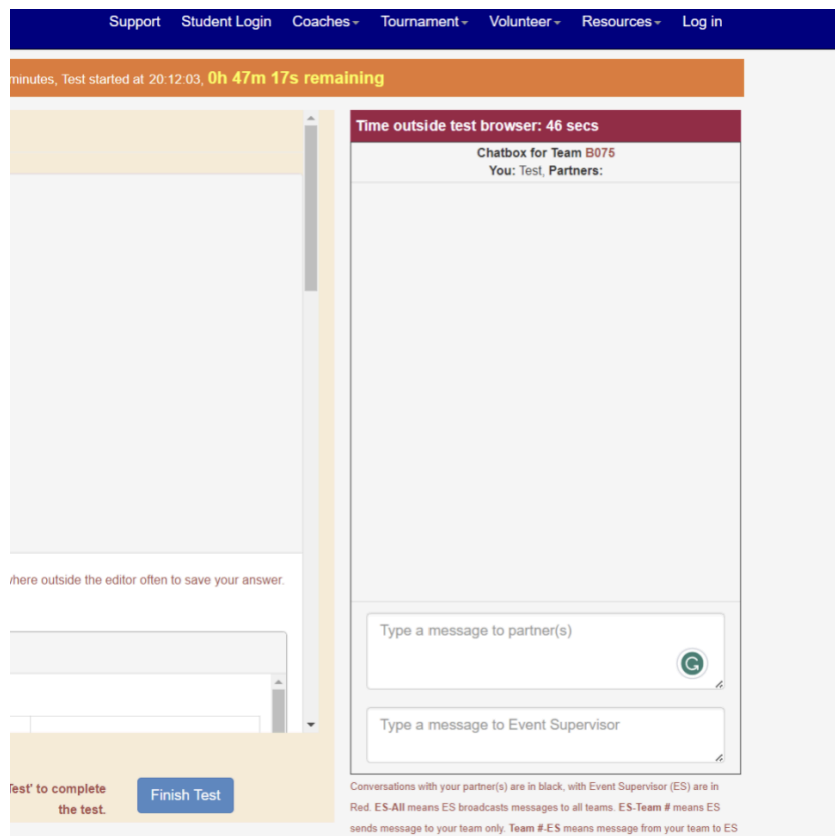 Support Student Login Coaches Tournament Volunteer Resources Log in
minutes, Test started at 20:12:03, 0h 47m 17s remaining
Time outside test browser: 46 secs
Chatbox for Team B075
You: Test, Partners:
where outside the editor often to save your answer.
Type a message to partner(s)
Type a message to Event Supervisor
Test' to complete
the test.
Finish Test
Conversations with your partner(s) are in black, with Event Supervisor (ES) are in
Red. ES-All means ES broadcasts messages to all teams. ES-Team # means ES
sends message to your team only. Team #-ES means message from your team to ES